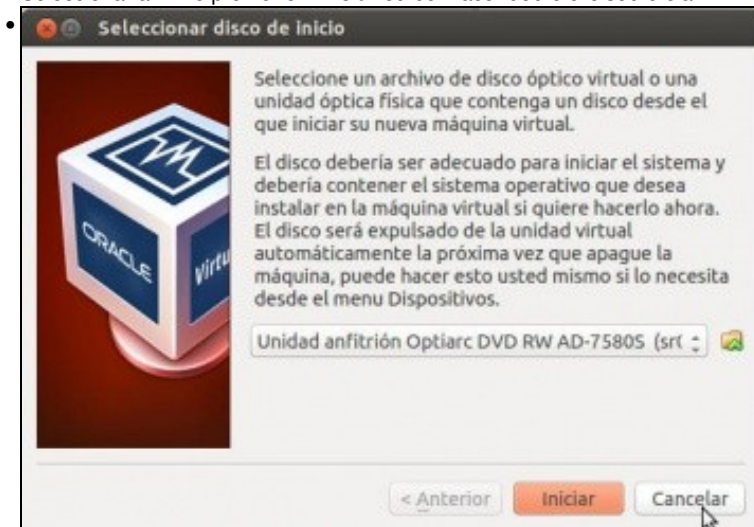 Seleccionar disco de inicio
Seleccione un archivo de disco óptico virtual o una
unidad óptica física que contenga un disco desde el
que iniciar su nueva máquina virtual.
El disco debería ser adecuado para iniciar el sistema y
debería contener el sistema operativo que desea
instalar en la máquina virtual si quiere hacerlo ahora.
El disco será expulsado de la unidad virtual
automáticamente la próxima vez que apague la
máquina, puede hacer esto usted mismo si lo necesita
desde el menu Dispositivos.
ORACLE
Virtu
Unidad anfitrión Optiarc DVD RW AD-7580S (sr(
< Anterior
Iniciar
Cancelar